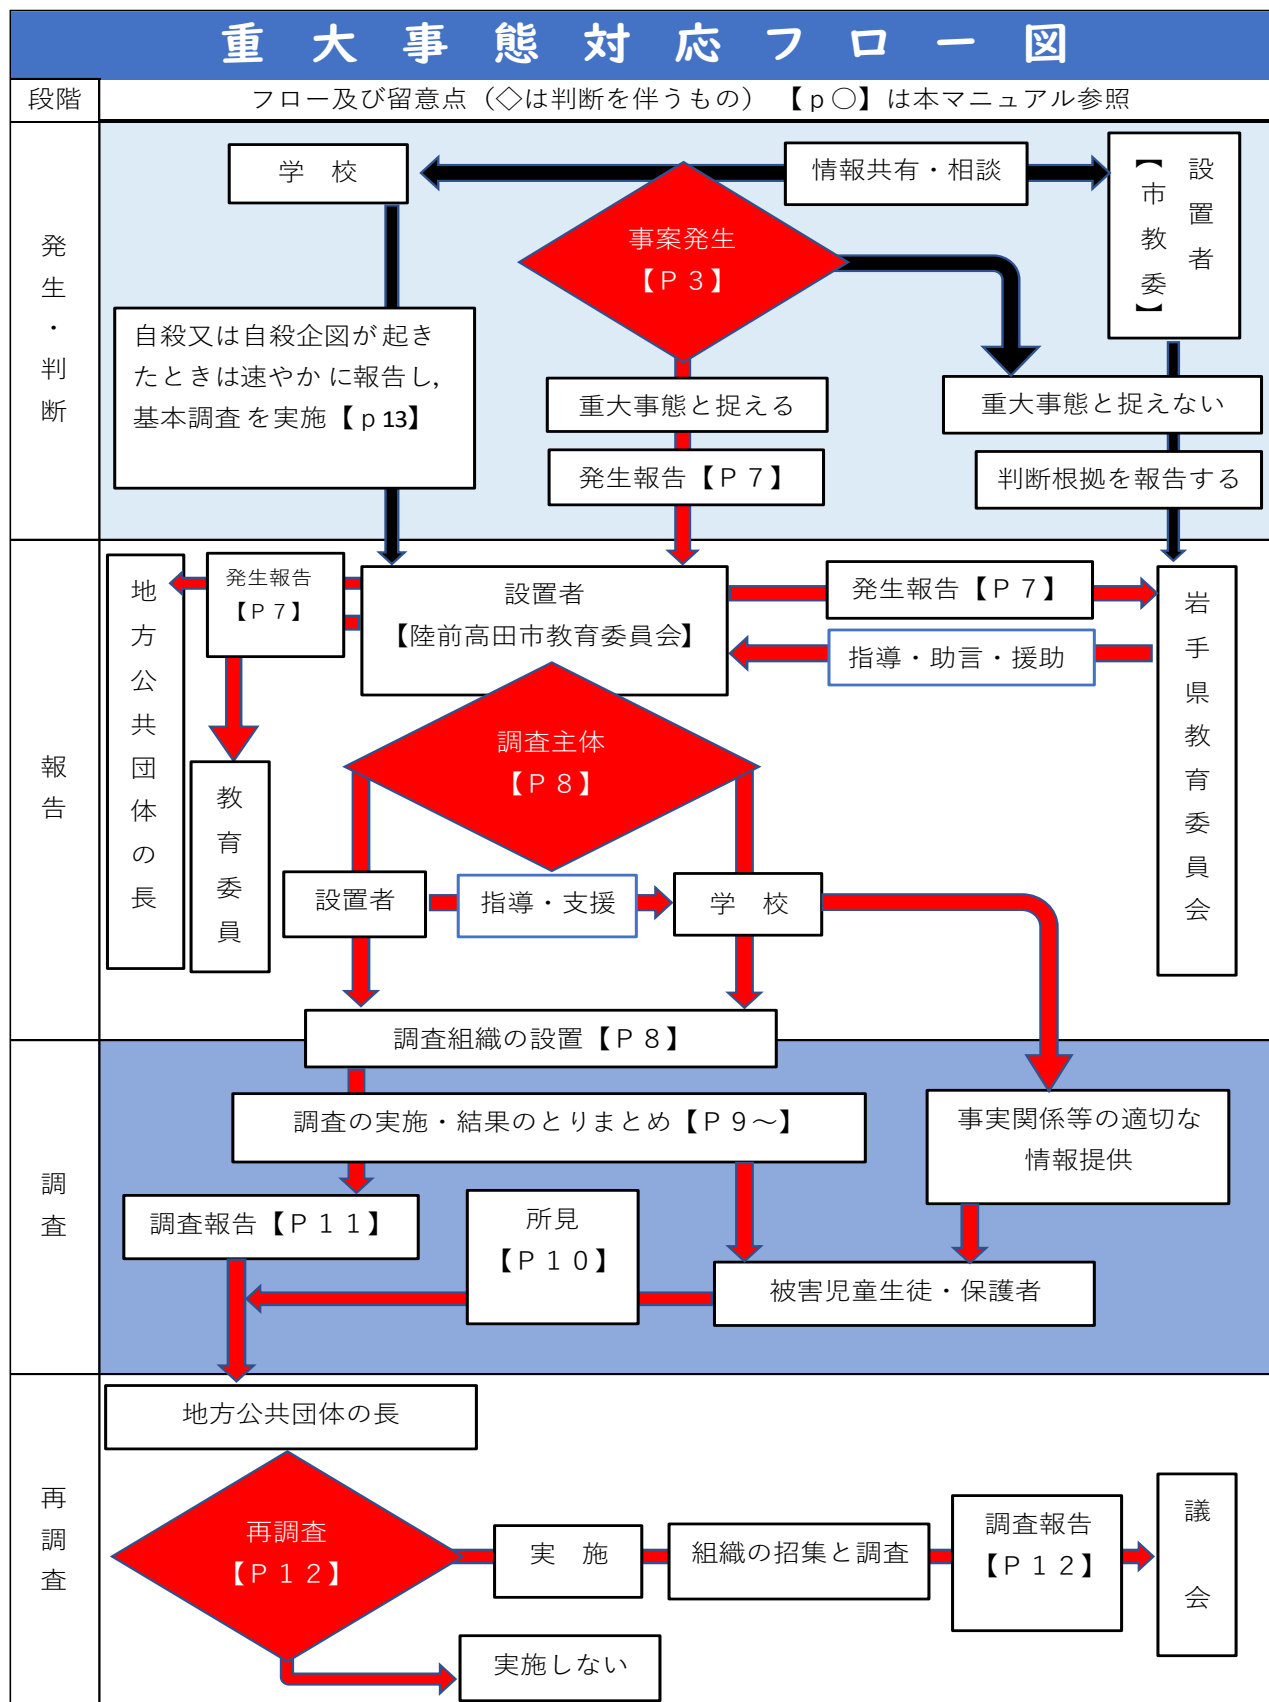 重大事態対応フロー図
段階
フロー及び留意点（◇は判断を伴うもの）　【ｐ○】は本マニュアル参照
発生・判断
学　校
情報共有・相談
設置者
【市教委】
事案発生
【Ｐ３】
自殺又は自殺企図が起き
たときは速やかに報告し，
基本調査を実施【ｐ13】
重大事態と捉える
重大事態と捉えない
発生報告【Ｐ７】
判断根拠を報告する
報告
地方公共団体の長
発生報告
【Ｐ７】
設置者
【陸前高田市教育委員会】
発生報告【Ｐ７】
指導・助言・援助
岩手県教育委員会
教育委員
調査主体
【Ｐ８】
設置者
指導・支援
学　校
調査組織の設置【Ｐ８】
調査
調査の実施・結果のとりまとめ【Ｐ９～】
事実関係等の適切な
情報提供
調査報告【Ｐ１１】
所見
【Ｐ１０】
被害児童生徒・保護者
再調査
地方公共団体の長
再調査
【Ｐ１２】
実　施
組織の招集と調査
調査報告
【Ｐ１２】
議会
実施しない